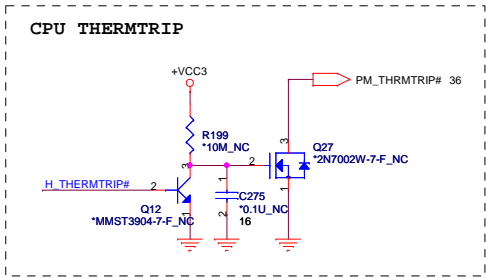 CPU THERMTRIP
+VCC3
PM_THRMTRIP# 36
R199
*10M_NC
3
Q27
*2N7002W-7-F_NC
3
2
H_THERMTRIP#
2
1
C275
*0.1U_NC
16
1
Q12
*MMST3904-7-F_NC
1
2